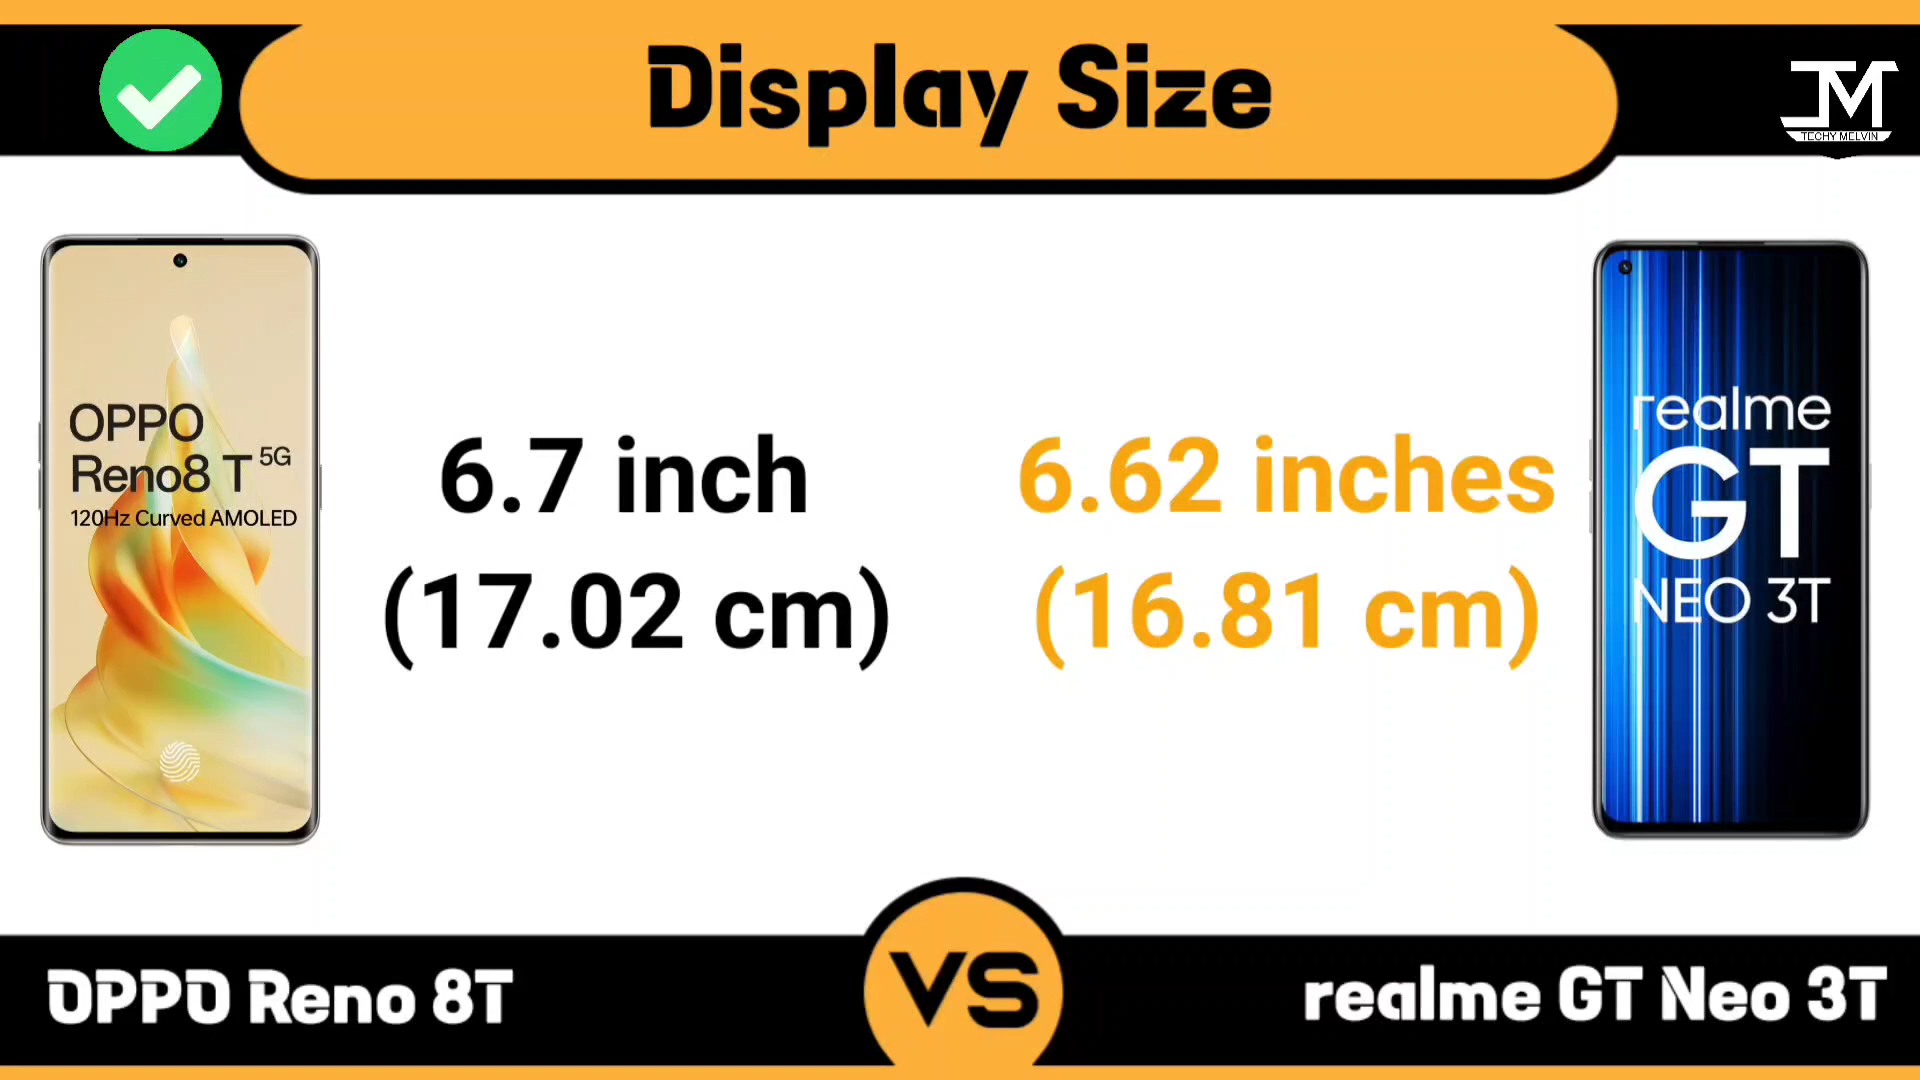 Display Size
TECHY MELVIN
OPPO
Reno8 T 5G
120Hz Curved AMOLED
6.7 inch
(17.02 cm)
6.62 inches
(16.81 cm)
realme
GT
NEO 3T
OPPO Reno 8T
VS
realme GT Neo 3T